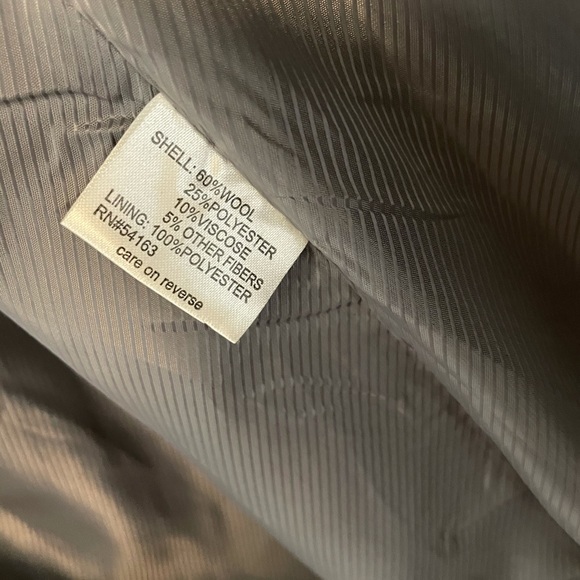 SHELL: 60%WOOL
25%POLYESTER
10%VISCOSE
5% OTHER FIBERS
LINING: 100%POLYESTER
RN#54163
care on reverse